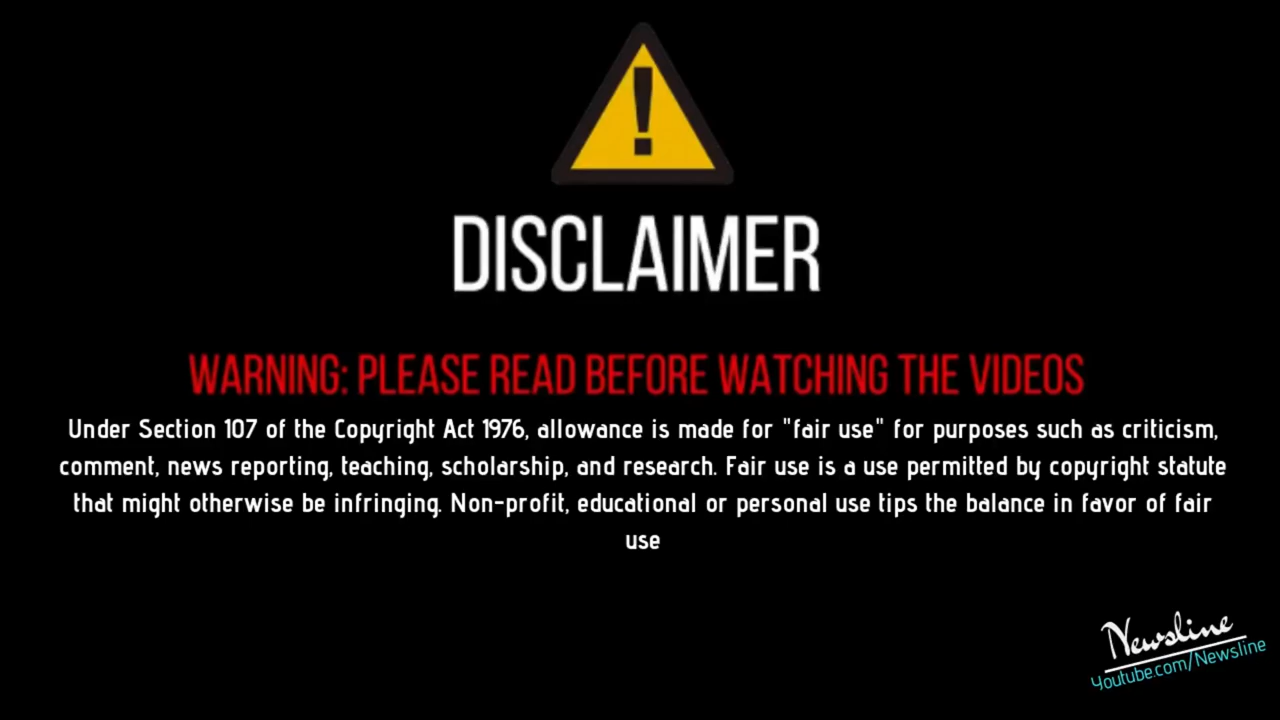 DISCLAIMER
WARNING: PLEASE READ BEFORE WATCHING THE VIDEOS
Under Section 107 of the Copyright Act 1976, allowance is made for "fair use" for purposes such as criticism,
comment, news reporting, teaching, scholarship, and research. Fair use is a use permitted by copyright statute
that might otherwise be infringing. Non-profit, educational or personal use tips the balance in favor of fair
use
Newsline
Youtube.com/Newsline